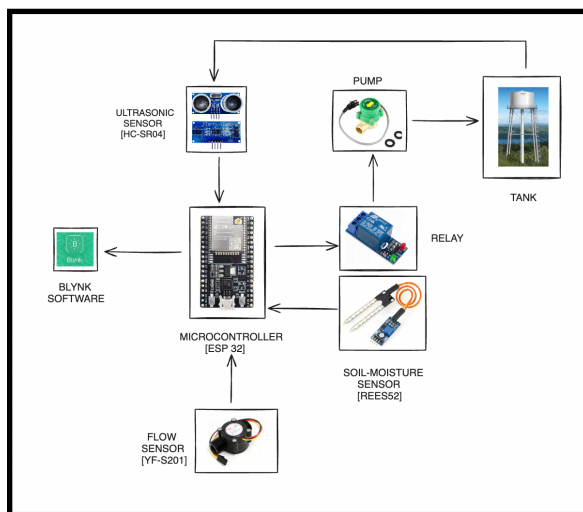 PUMP
ULTRASONIC
SENSOR
[HC-SR04]
TANK
RELAY
B
Blynk
BLYNK
SOFTWARE
MICROCONTROLLER
[ESP 32]
SOIL-MOISTURE
SENSOR
[REES52]
FLOW
SENSOR
[YF-S201]